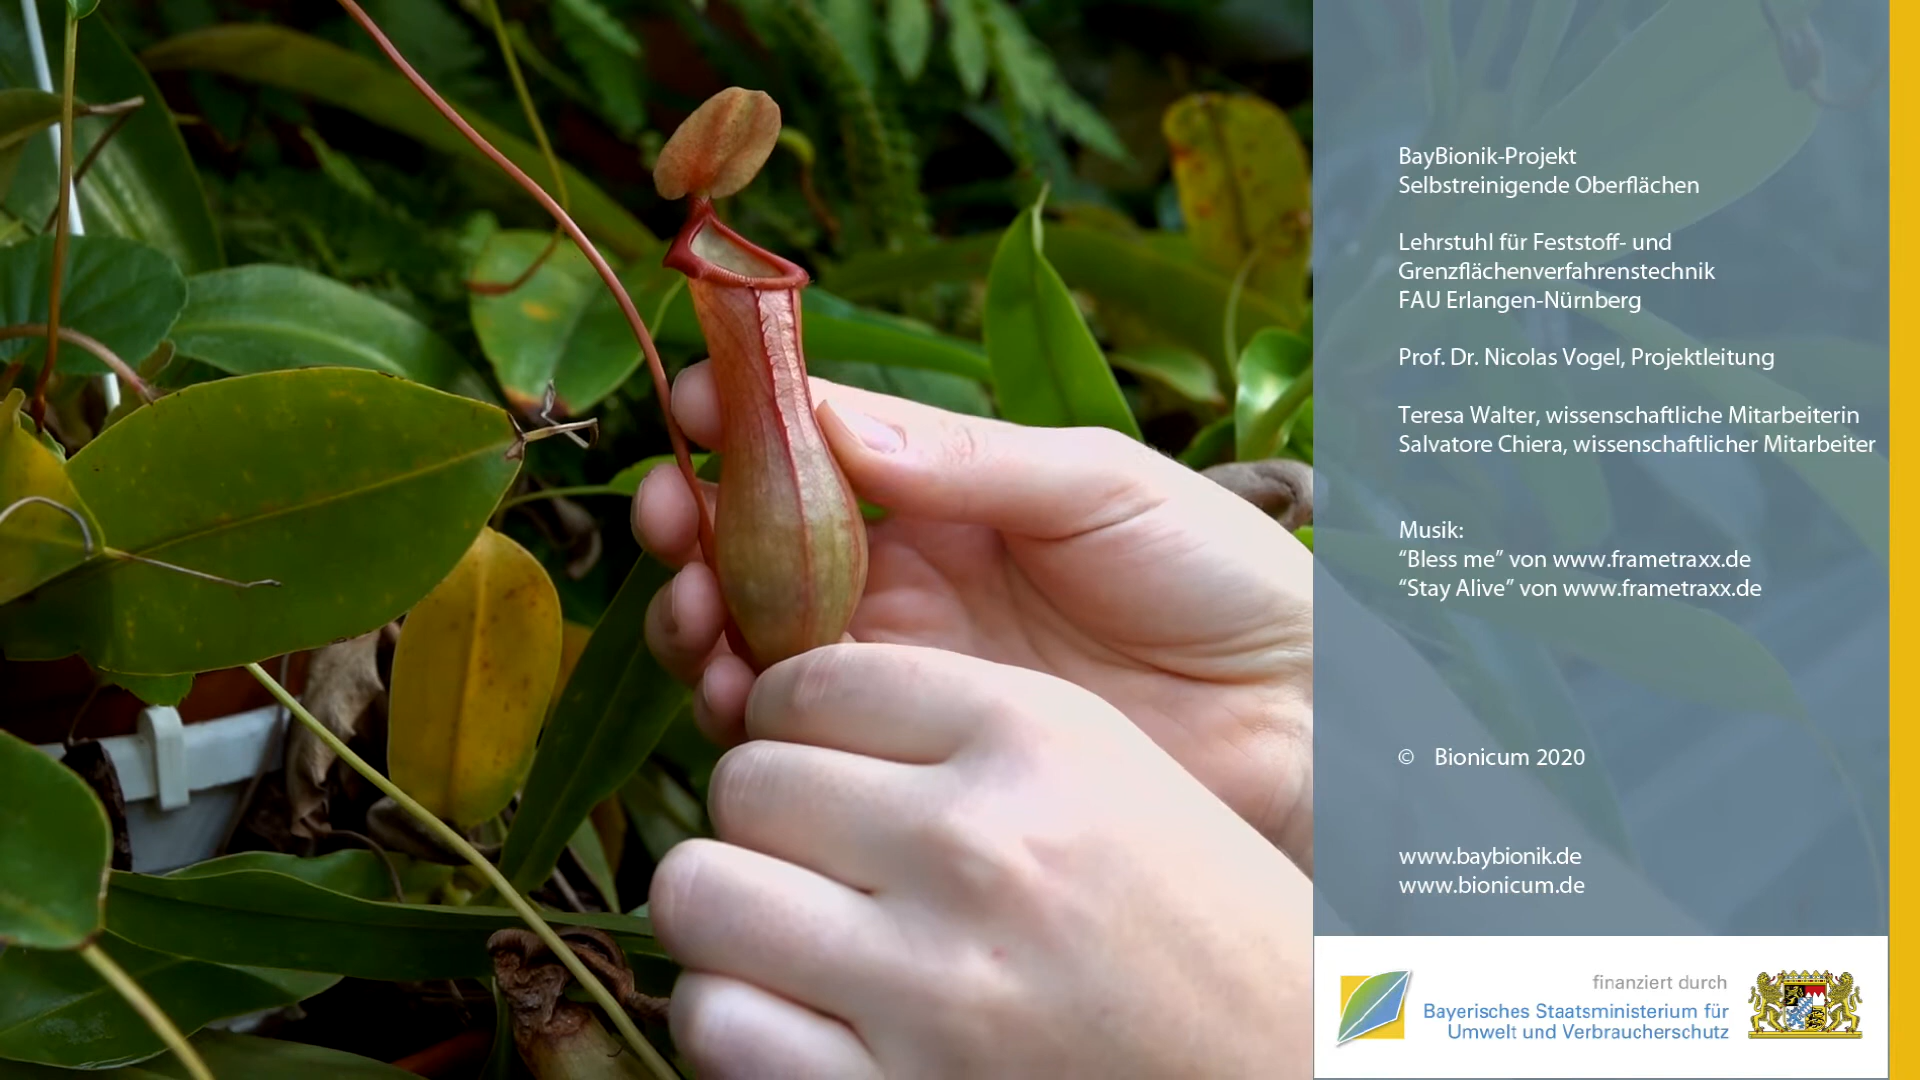 BayBionik-Projekt
Selbstreinigende Oberflächen
Lehrstuhl für Feststoff- und
Grenzflächenverfahrenstechnik
FAU Erlangen-Nürnberg
Prof. Dr. Nicolas Vogel, Projektleitung
Teresa Walter, wissenschaftliche Mitarbeiterin
Salvatore Chiera, wissenschaftlicher Mitarbeiter
Musik:
“Bless me” von www.frametraxx.de
“Stay Alive” von www.frametraxx.de
© Bionicum 2020
www.baybionik.de
www.bionicum.de
finanziert durch
Bayerisches Staatsministerium für
Umwelt und Verbraucherschutz